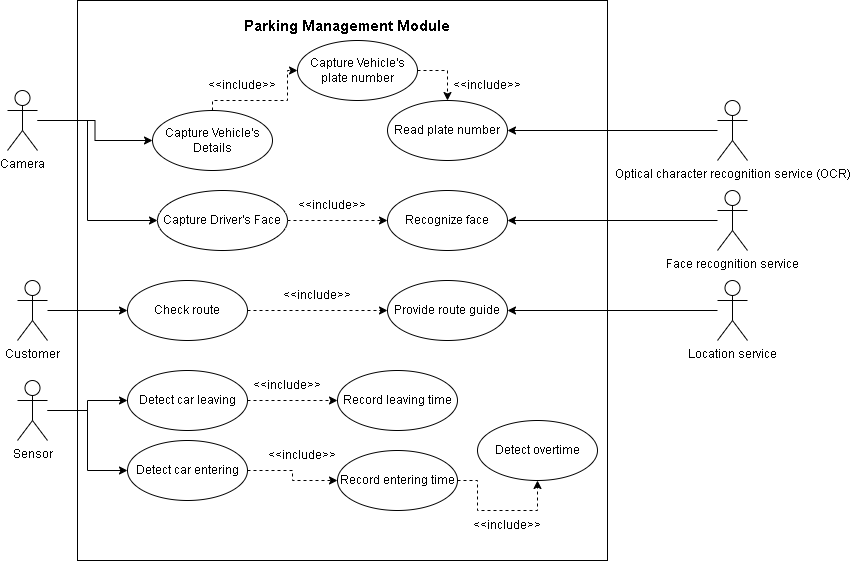 Parking Management Module
Capture Vehicle's
plate number
<<include>>
<<include>>
Capture Vehicle's
Details
Read plate number
Camera
Optical character recognition service (OCR)
<<include>>
Capture Driver's Face
Recognize face
Face recognition service
<<include>>
Check route
Provide route guide
Customer
Location service
<<include>>
Detect car leaving
Record leaving time
Sensor
<<include>>
Detect overtime
Detect car entering
Record entering time
<<include>>